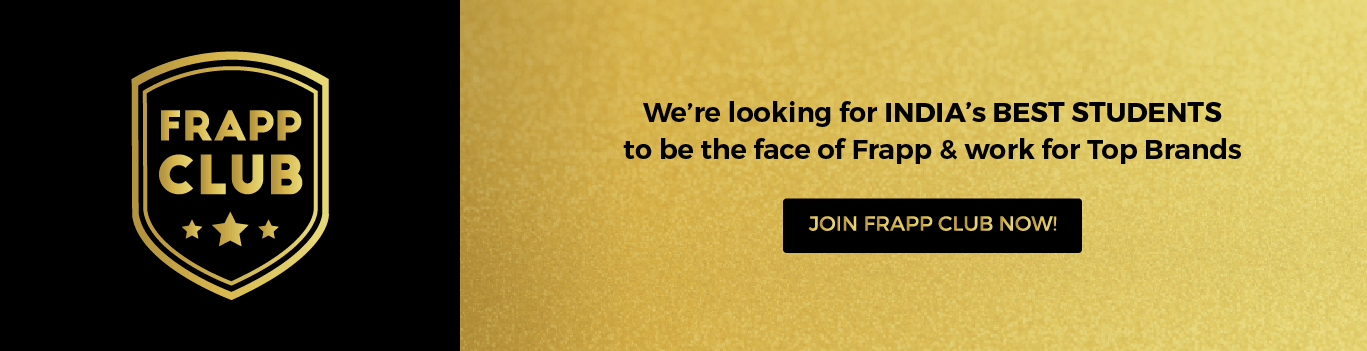 FRAPP
CLUB
We're looking for INDIA's BEST STUDENTS
to be the face of Frapp & work for Top Brands
JOIN FRAPP CLUB NOW!